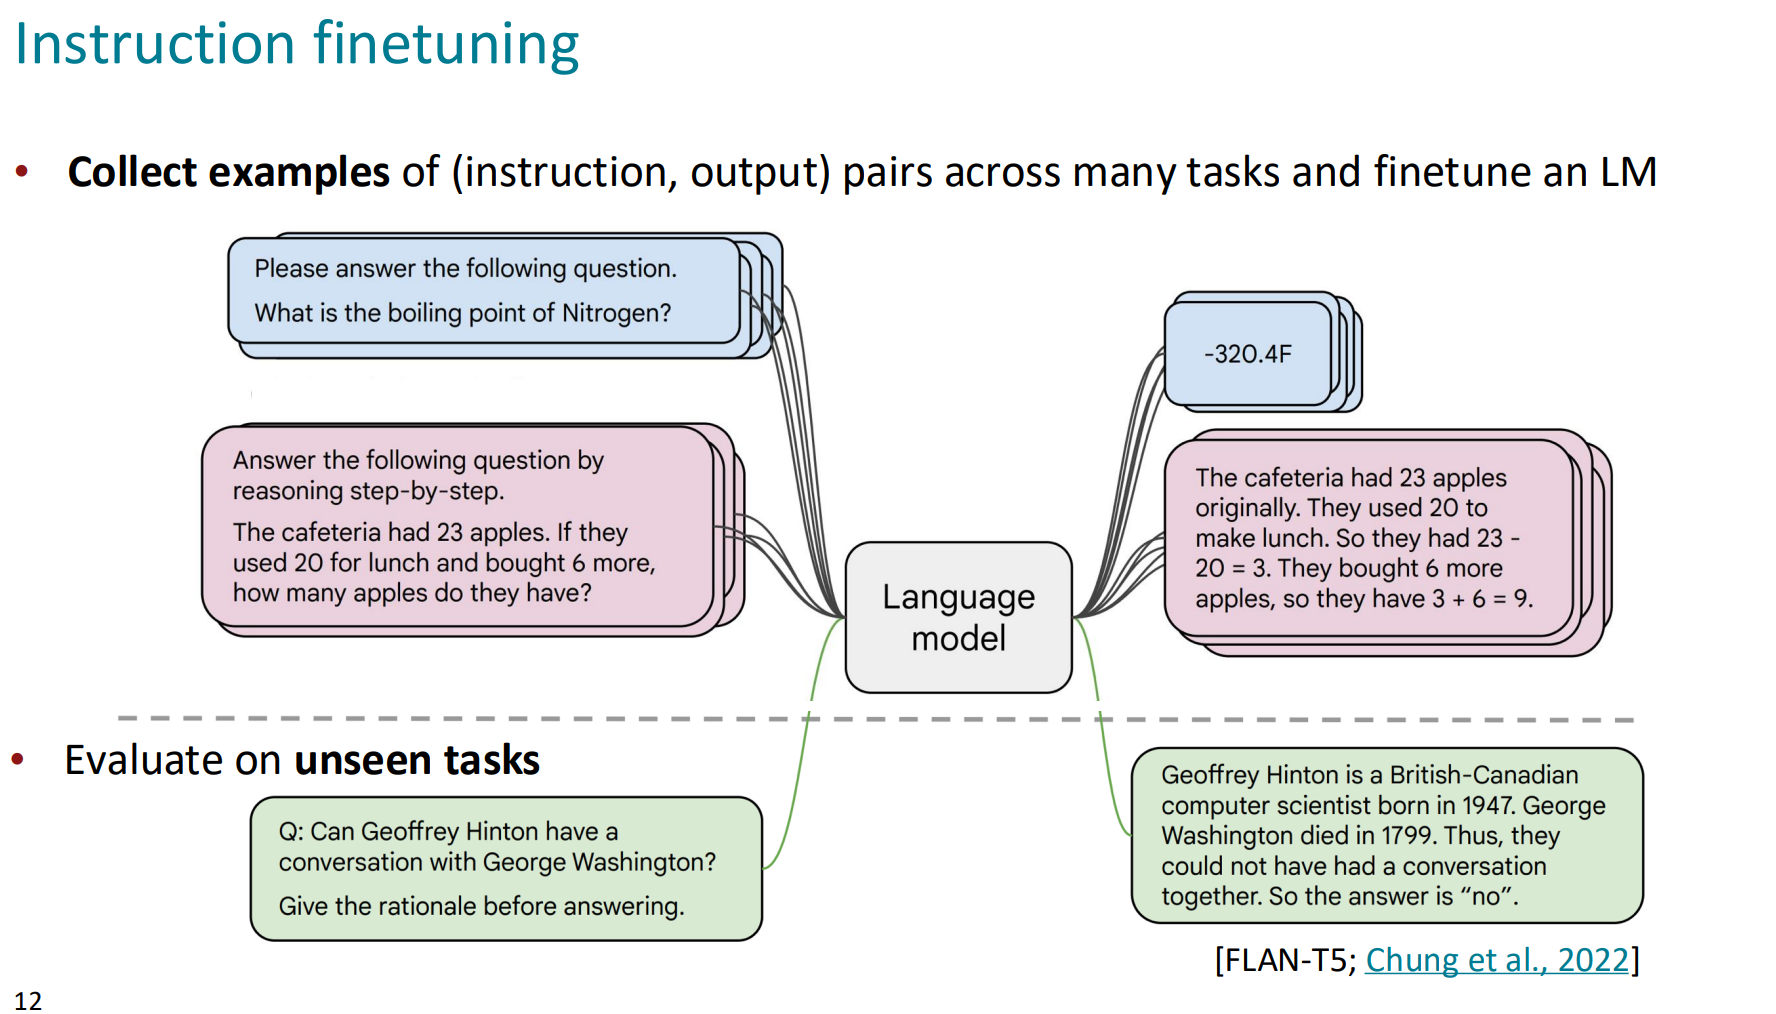 Instruction finetuning
• Collect examples of (instruction, output) pairs across many tasks and finetune an LM
Please answer the following question.
What is the boiling point of Nitrogen?
-320.4F
Answer the following question by
reasoning step-by-step.
The cafeteria had 23 apples. If they
used 20 for lunch and bought 6 more,
how many apples do they have?
Language
model
The cafeteria had 23 apples
originally. They used 20 to
make lunch. So they had 23 -
20 = 3. They bought 6 more
apples, so they have 3 + 6 = 9.
• Evaluate on unseen tasks
Q: Can Geoffrey Hinton have a
conversation with George Washington?
Give the rationale before answering.
Geoffrey Hinton is a British-Canadian
computer scientist born in 1947. George
Washington died in 1799. Thus, they
could not have had a conversation
together. So the answer is “no”.
[FLAN-T5; Chung et al., 2022]
12